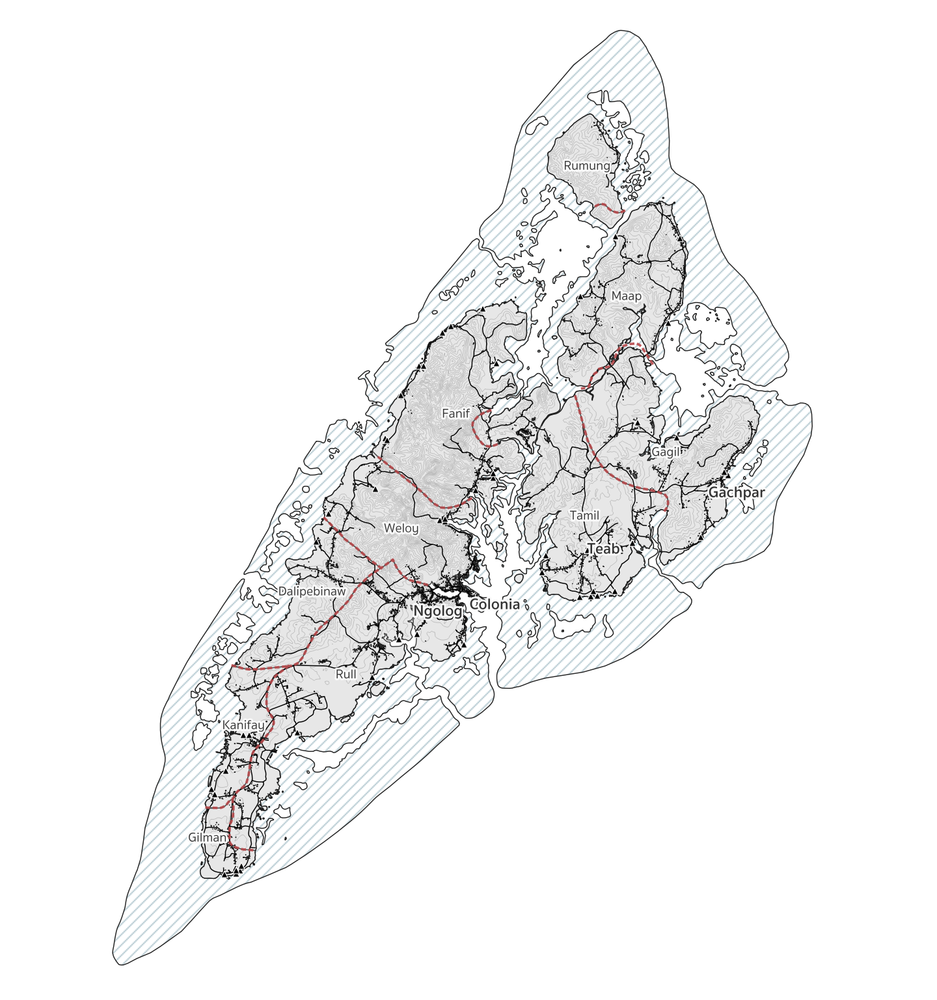 Rumung
Maap
Fanif
Gagil
Gachpar
Tamil
Weloy
Teab
Dalipebinaw
Colonia
Ngolog
Rull
Kanifay
Gilman